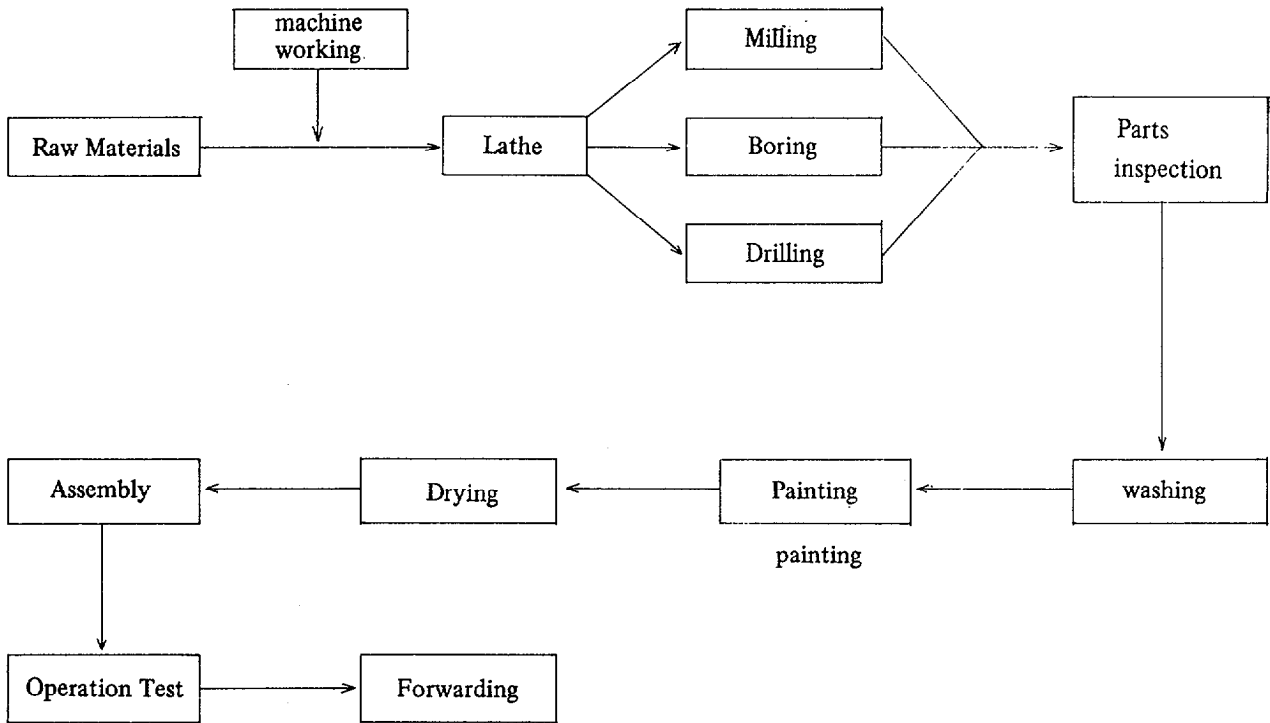 machine
working
Milling
Raw Materials
Lathe
Boring
Parts
inspection
Drilling
Assembly
Drying
Painting
washing
painting
Operation Test
Forwarding